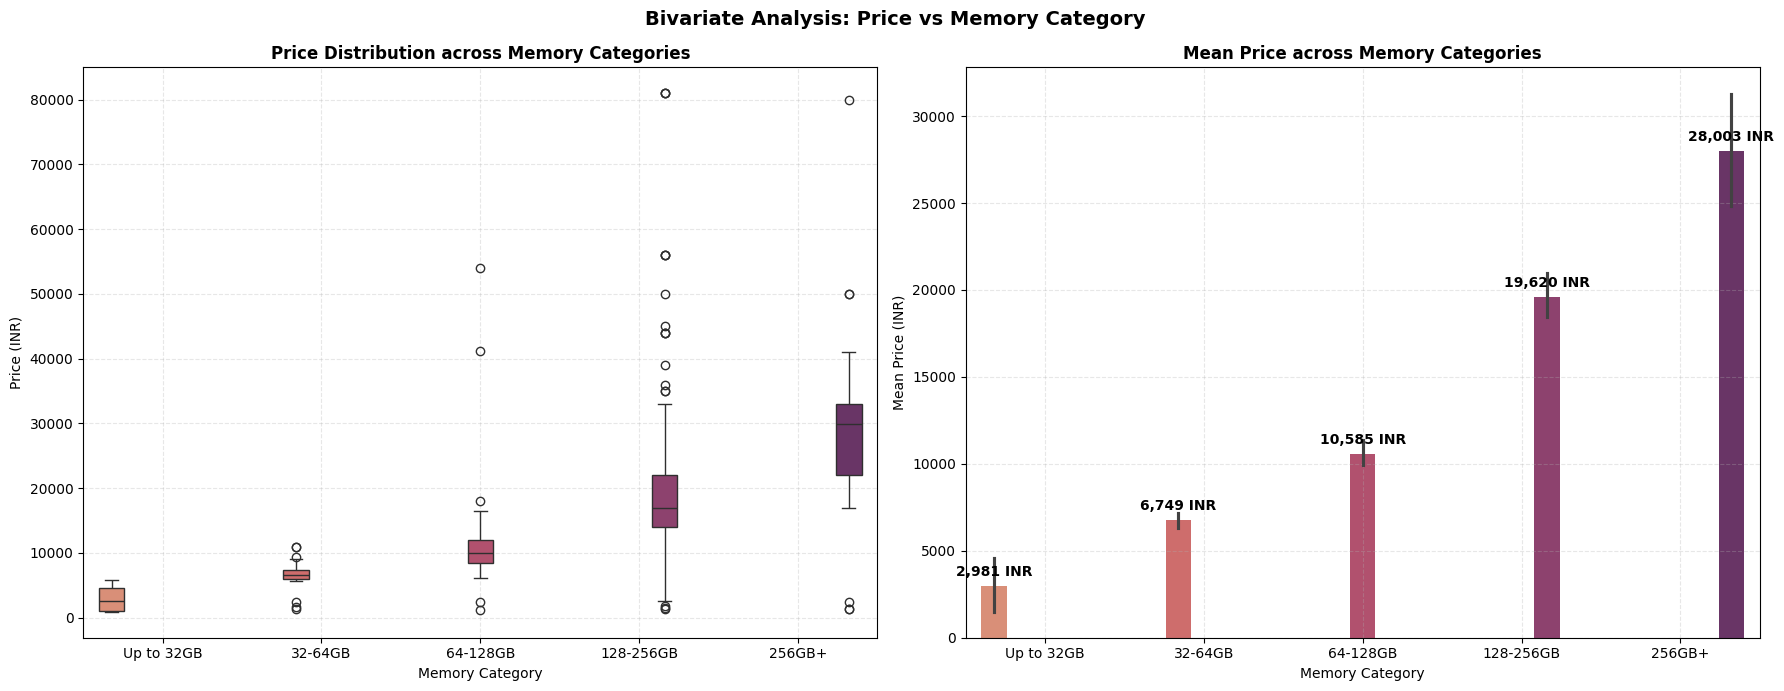 Bivariate Analysis: Price vs Memory Category
Price Distribution across Memory Categories
80000
70000
60000
50000
40000
30000
20000
10000
0
Price (INR)
Up to 32GB 32-64GB 64-128GB 128-256GB 256GB+
Memory Category
Mean Price across Memory Categories
30000
25000
20000
15000
10000
5000
0
Mean Price (INR)
2,981 INR
6,749 INR
10,585 INR
19,620 INR
28,003 INR
Up to 32GB 32-64GB 64-128GB 128-256GB 256GB+
Memory Category